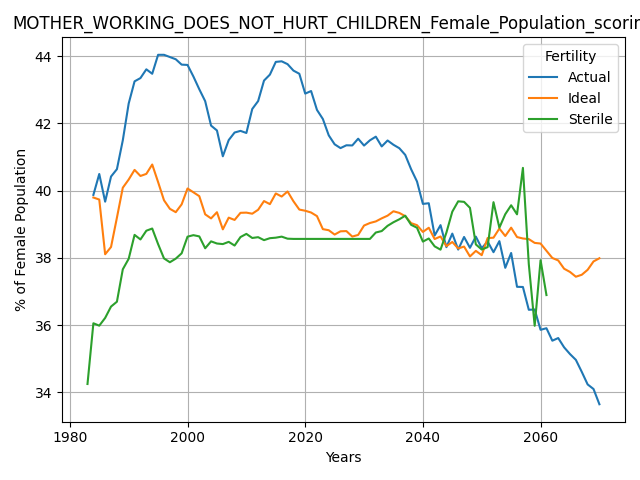 MOTHER_WORKING_DOES_NOT_HURT_CHILDREN_Female_Population_scorin
Fertility
Actual
Ideal
Sterile
% of Female Population
44
42
40
38
36
34
1980 2000 2020 2040 2060
Years